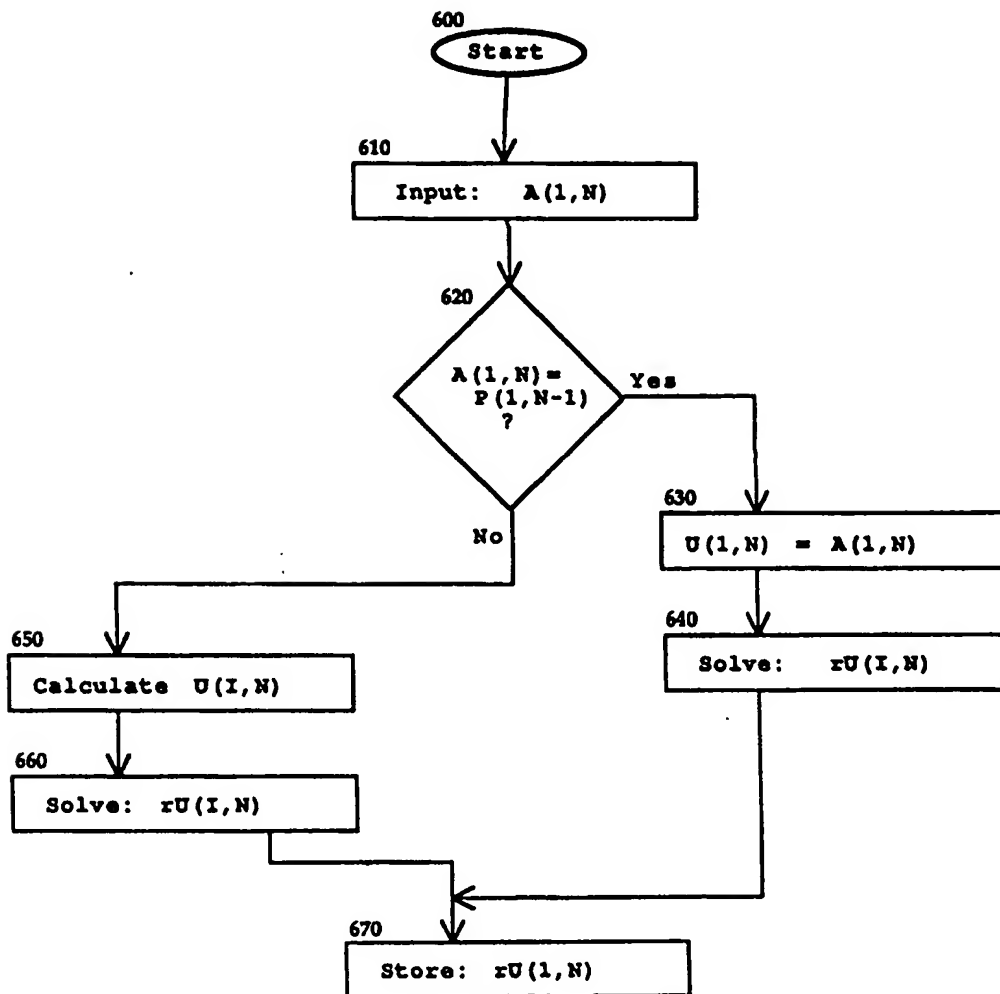 600
Start
610
Input: A(1,N)
620
A(1,N)=
P(1,N-1)
?
Yes
No
630
U(1,N) = A(1,N)
640
Solve: rU(I,N)
650
Calculate U(I,N)
660
Solve: rU(I,N)
670
Store: rU(1,N)